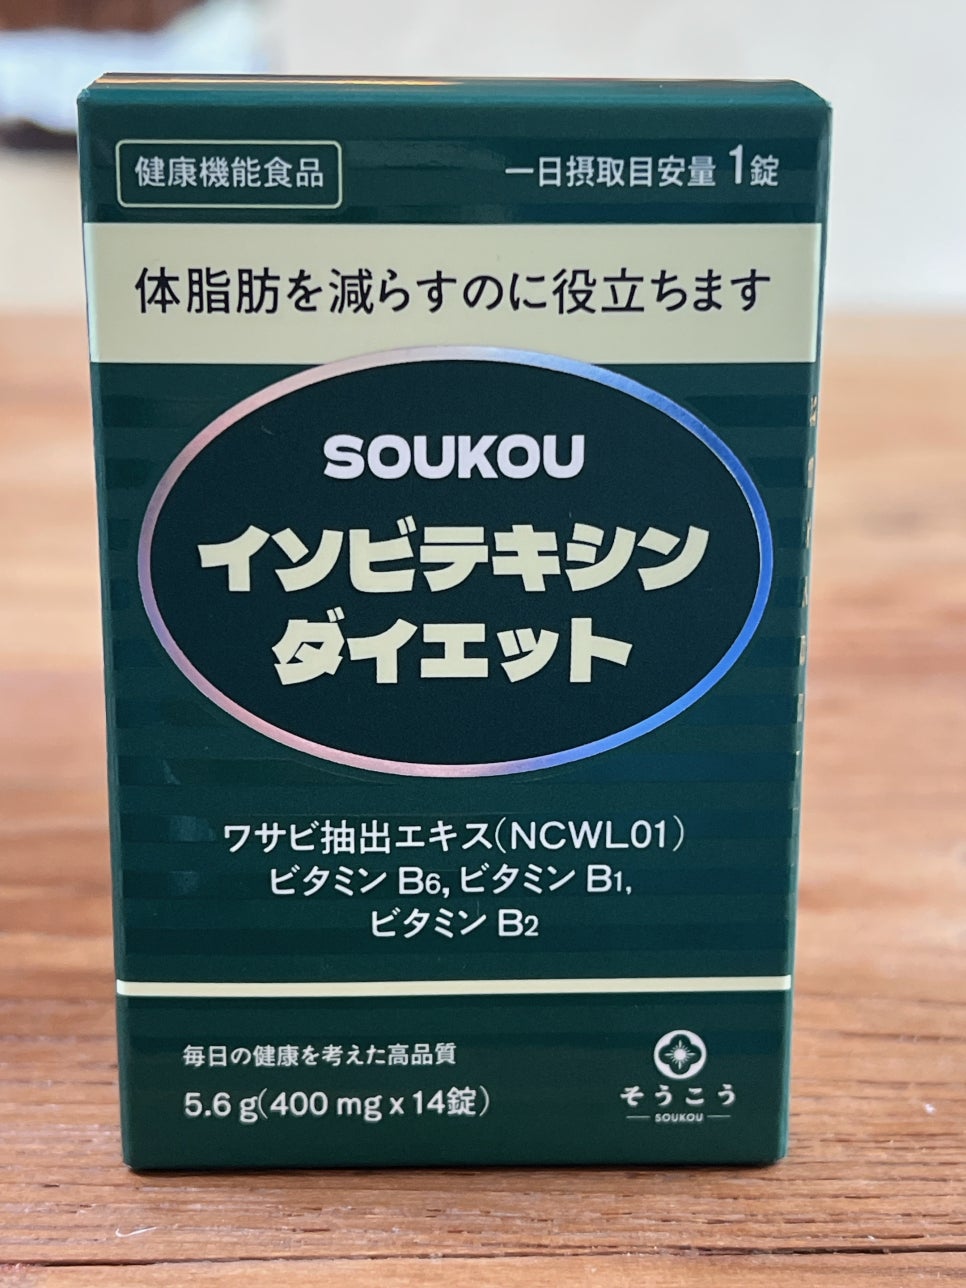 健康機能食品
一日摂取目安量 1錠
体脂肪を減らすのに役立ちます
SOUKOU
イソビテキシン
ダイエット
ワサビ抽出エキス(NCWL01)
ビタミン B6, ビタミン B1,
ビタミン B2
毎日の健康を考えた高品質
5.6 g(400 mg x 14錠)
そうこう
SOUKOU